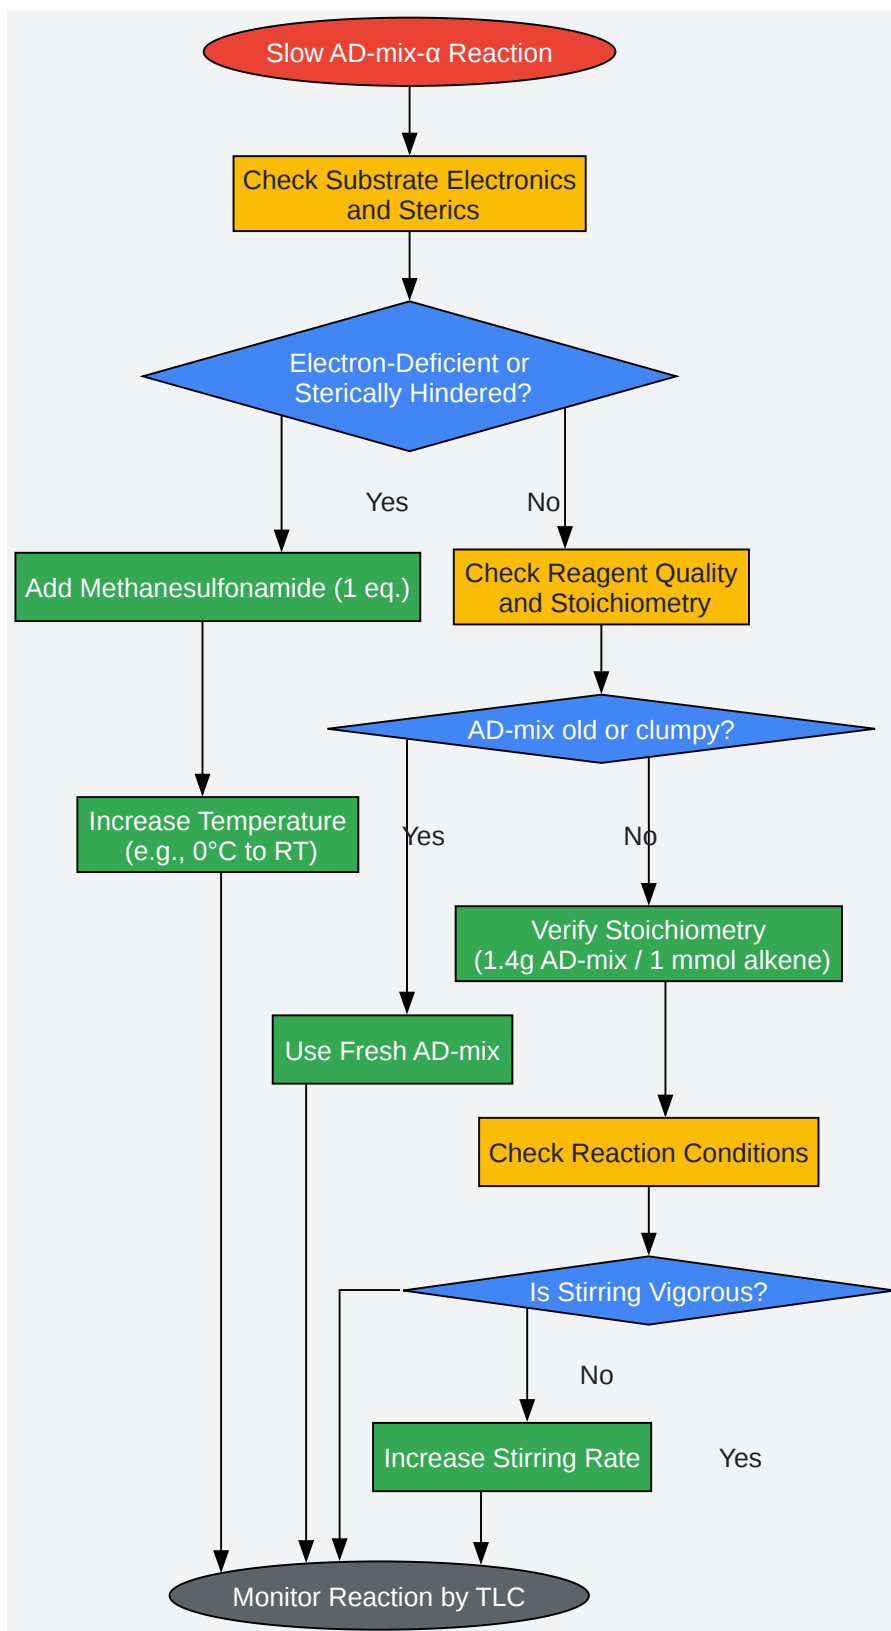 Slow AD-mix-α Reaction
Check Substrate Electronics
and Sterics
Electron-Deficient or
Sterically Hindered?
Yes
No
Add Methanesulfonamide (1 eq.)
Check Reagent Quality
and Stoichiometry
AD-mix old or clumpy?
Increase Temperature
(e.g., 0°C to RT)
Yes
No
Verify Stoichiometry
(1.4g AD-mix / 1 mmol alkene)
Use Fresh AD-mix
Check Reaction Conditions
Is Stirring Vigorous?
No
Increase Stirring Rate
Yes
Monitor Reaction by TLC